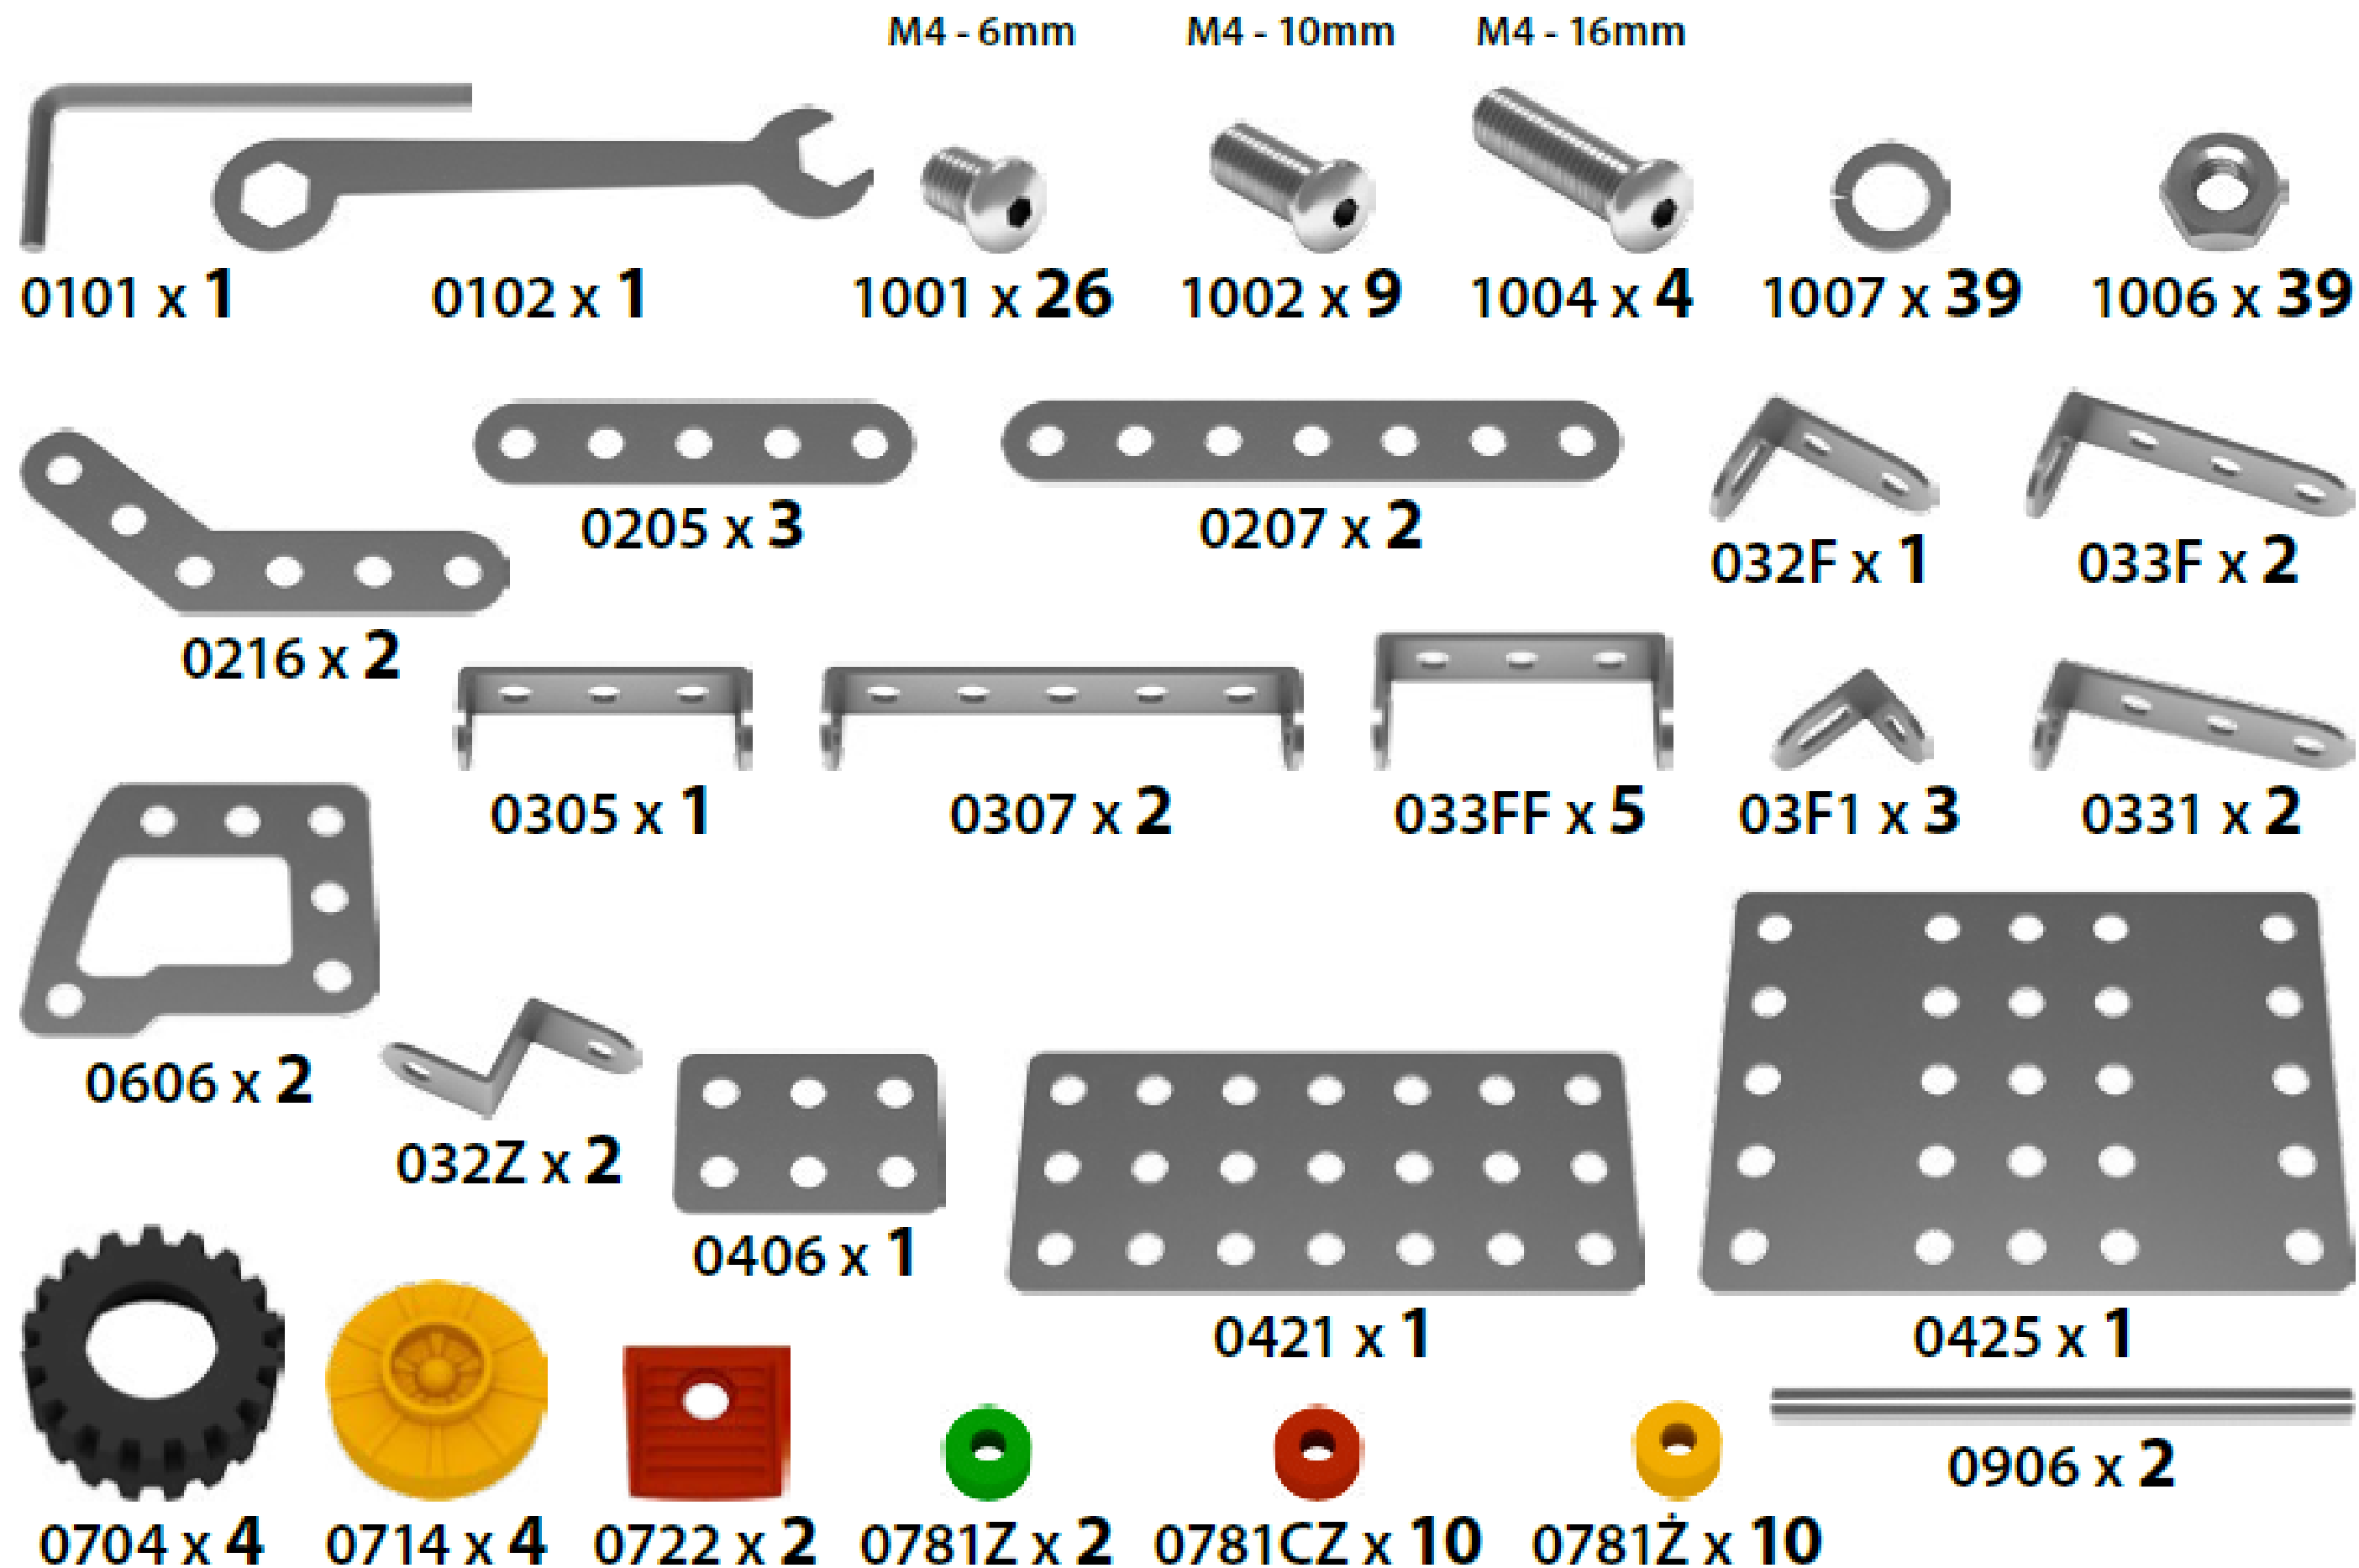 M4 - 6mm M4 - 10mm M4 - 16mm
0101 x 1 0102 x 1 1001 x 26 1002 x 9 1004 x 4 1007 x 39 1006 x 39
0205 x 3 0207 x 2 032F x 1 033F x 2
0216 x 2
0305 x 1 0307 x 2 033FF x 5 03F1 x 3 0331 x 2
0606 x 2
032Z x 2
0406 x 1
0421 x 1 0425 x 1
0906 x 2
0704 x 4 0714 x 4 0722 x 2 0781Z x 2 0781CZ x 10 0781Ż x 10